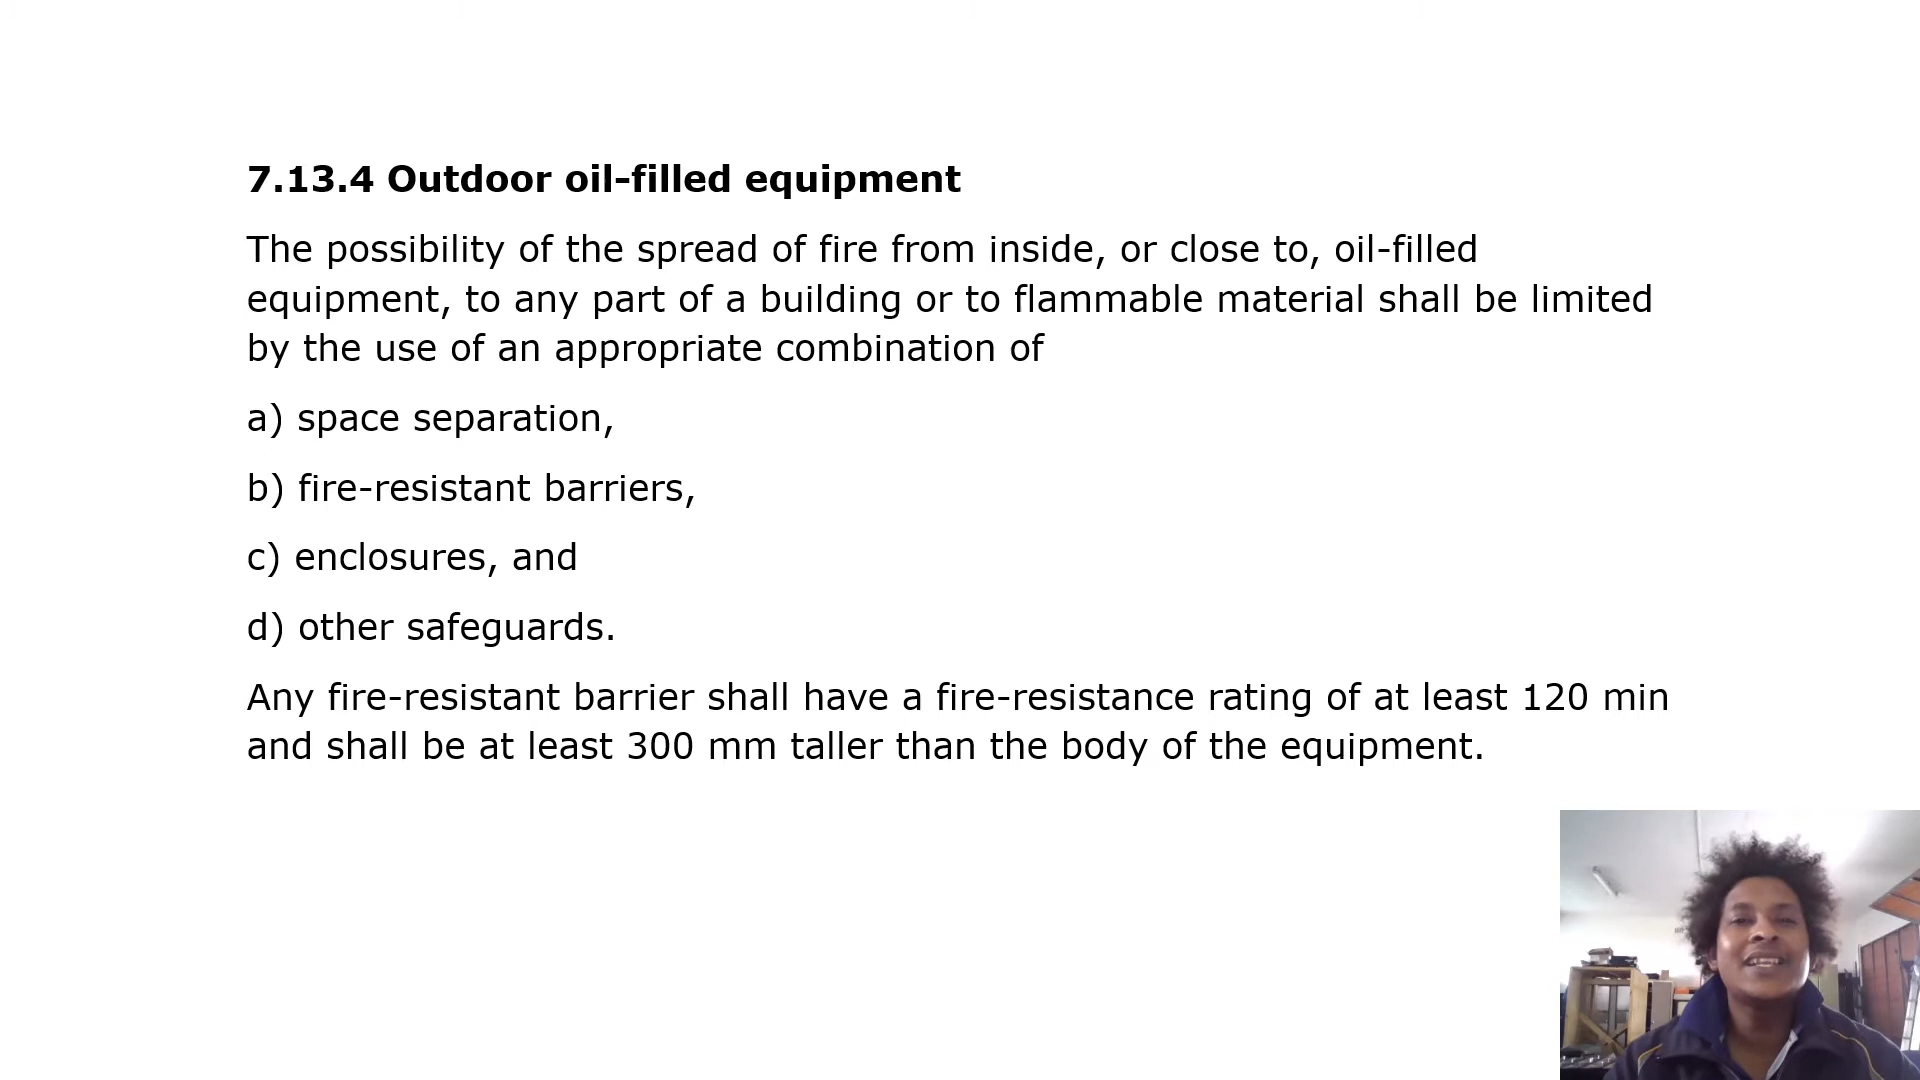 7.13.4 Outdoor oil-filled equipment
The possibility of the spread of fire from inside, or close to, oil-filled
equipment, to any part of a building or to flammable material shall be limited
by the use of an appropriate combination of
a) space separation,
b) fire-resistant barriers,
c) enclosures, and
d) other safeguards.
Any fire-resistant barrier shall have a fire-resistance rating of at least 120 min
and shall be at least 300 mm taller than the body of the equipment.